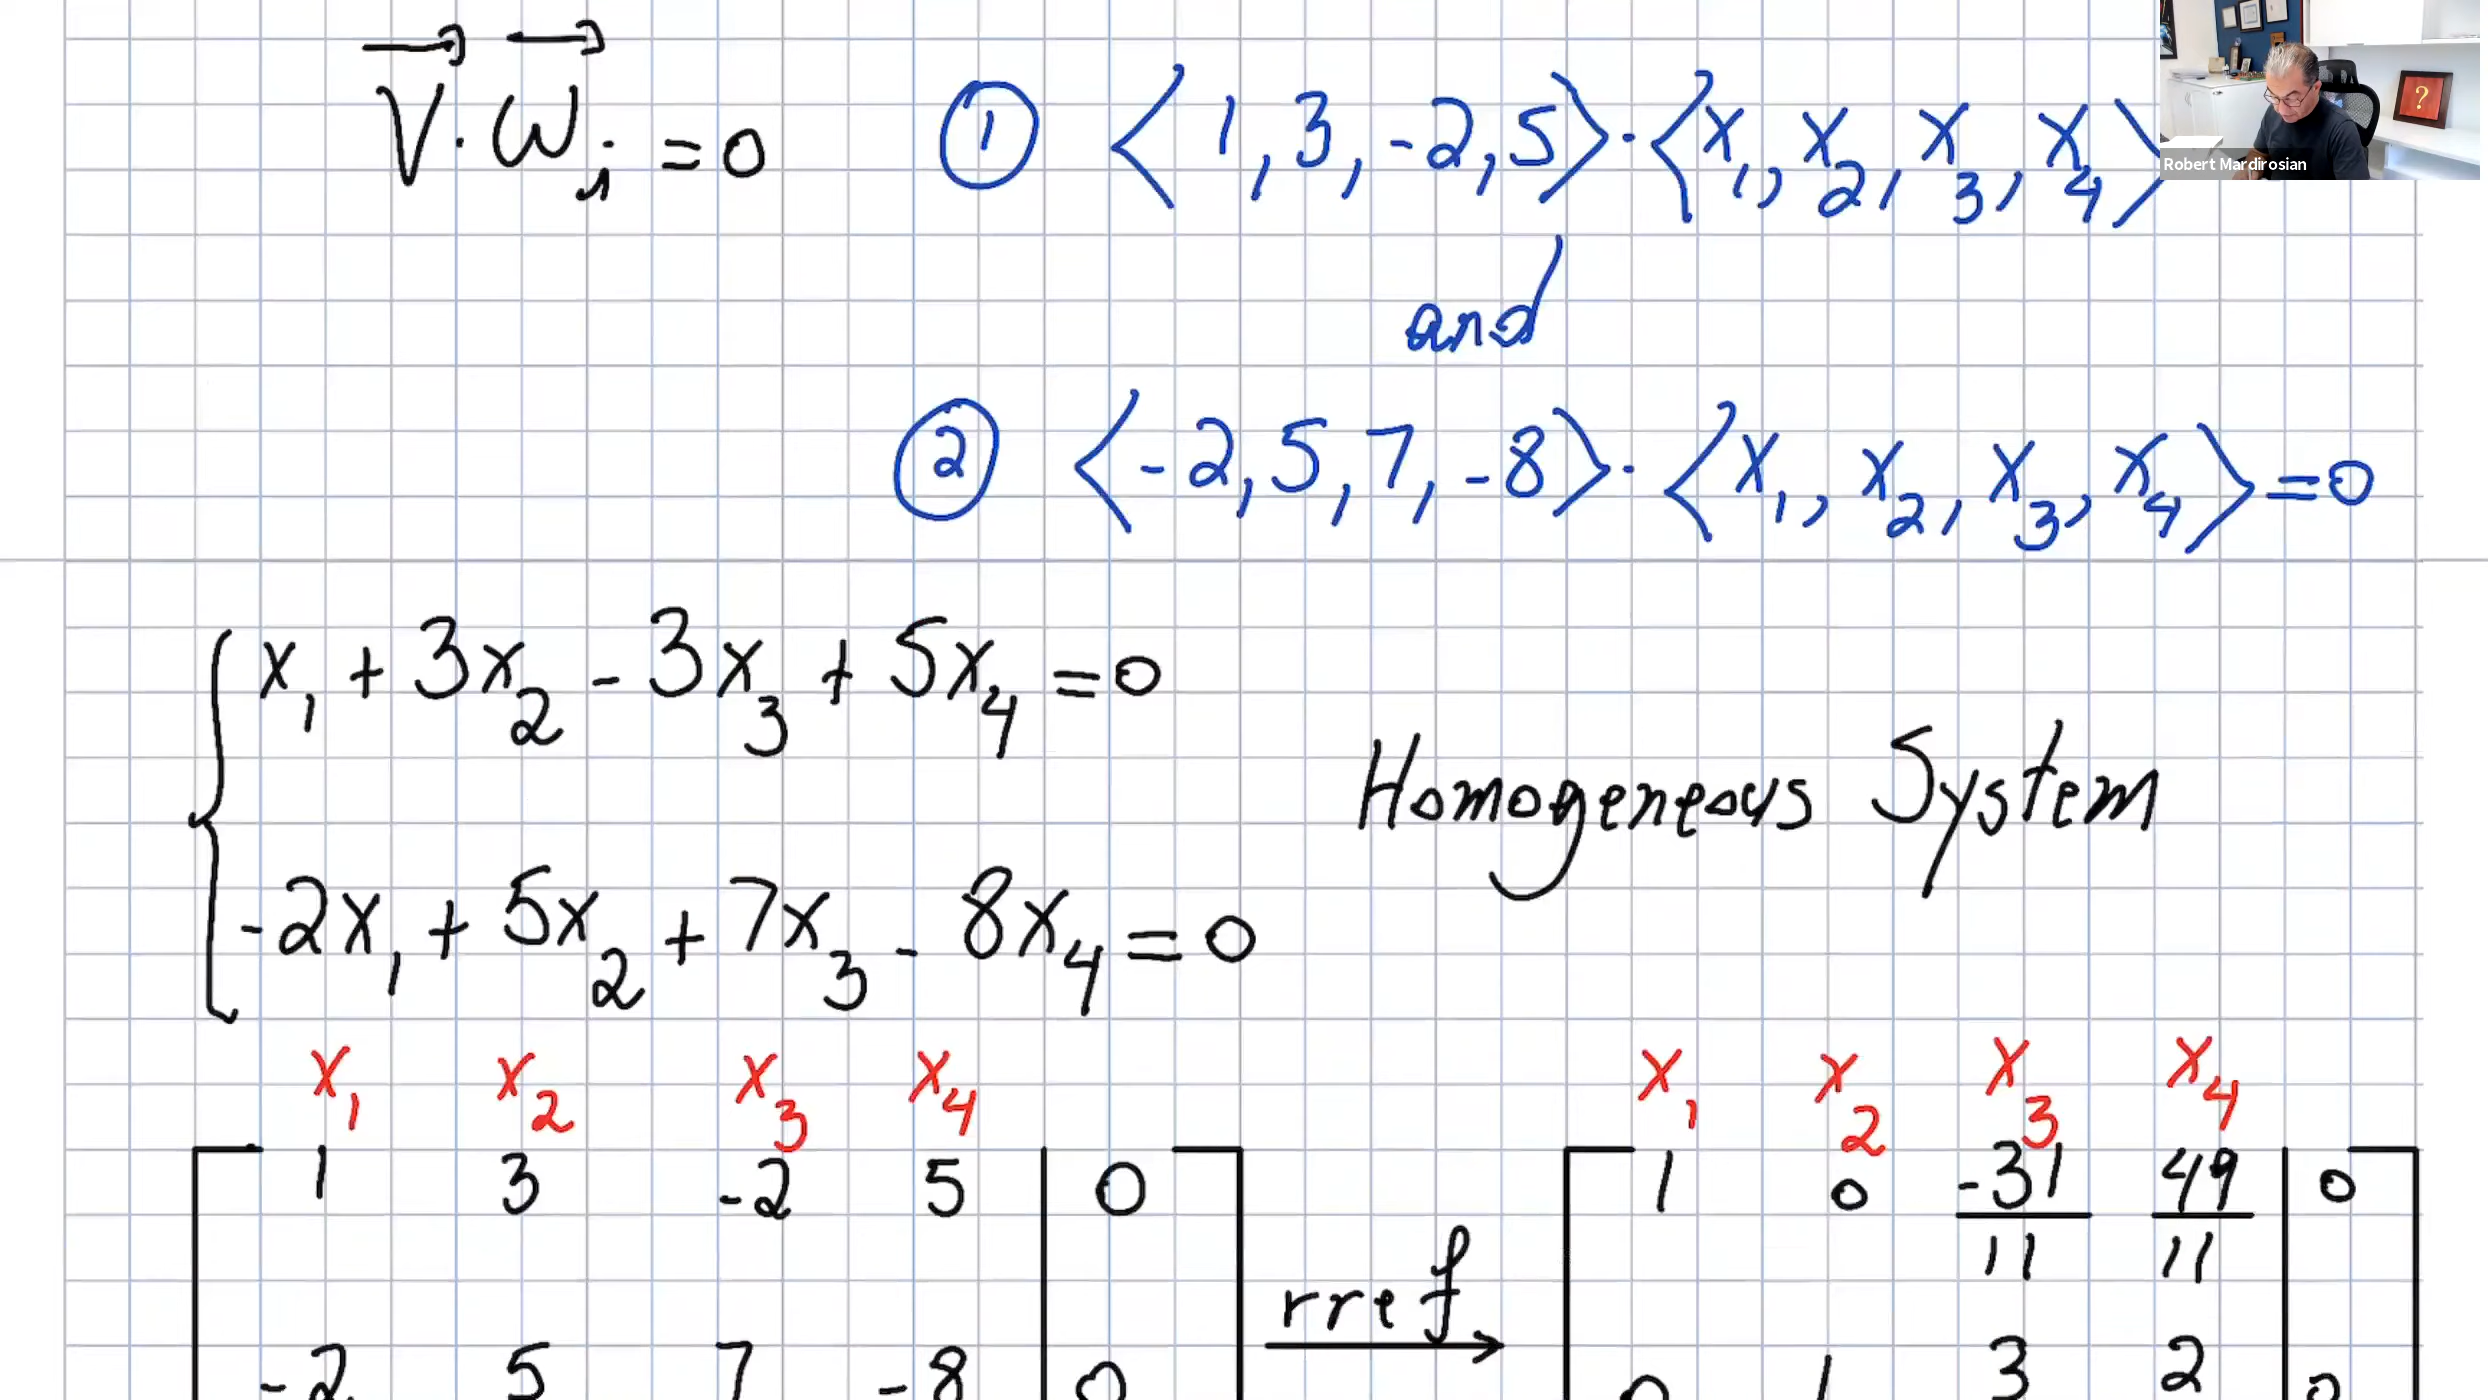 V⃗ · W⃗ᵢ = 0
① ⟨1, 3, -2, 5⟩ · ⟨x₁, x₂, x₃, x₄⟩
Robert Mardirosian
?
and
② ⟨-2, 5, 7, -8⟩ · ⟨x₁, x₂, x₃, x₄⟩ = 0
x₁ + 3x₂ - 3x₃ + 5x₄ = 0
Homogeneous System
-2x₁ + 5x₂ + 7x₃ - 8x₄ = 0
x₁ x₂ x₃ x₄
1 3 -2 5 | 0
-2 5 7 -8 | 0
rref
x₁ x₂ x₃ x₄
1 0 -31/11 49/11 | 0
0 1 3 2 | 0